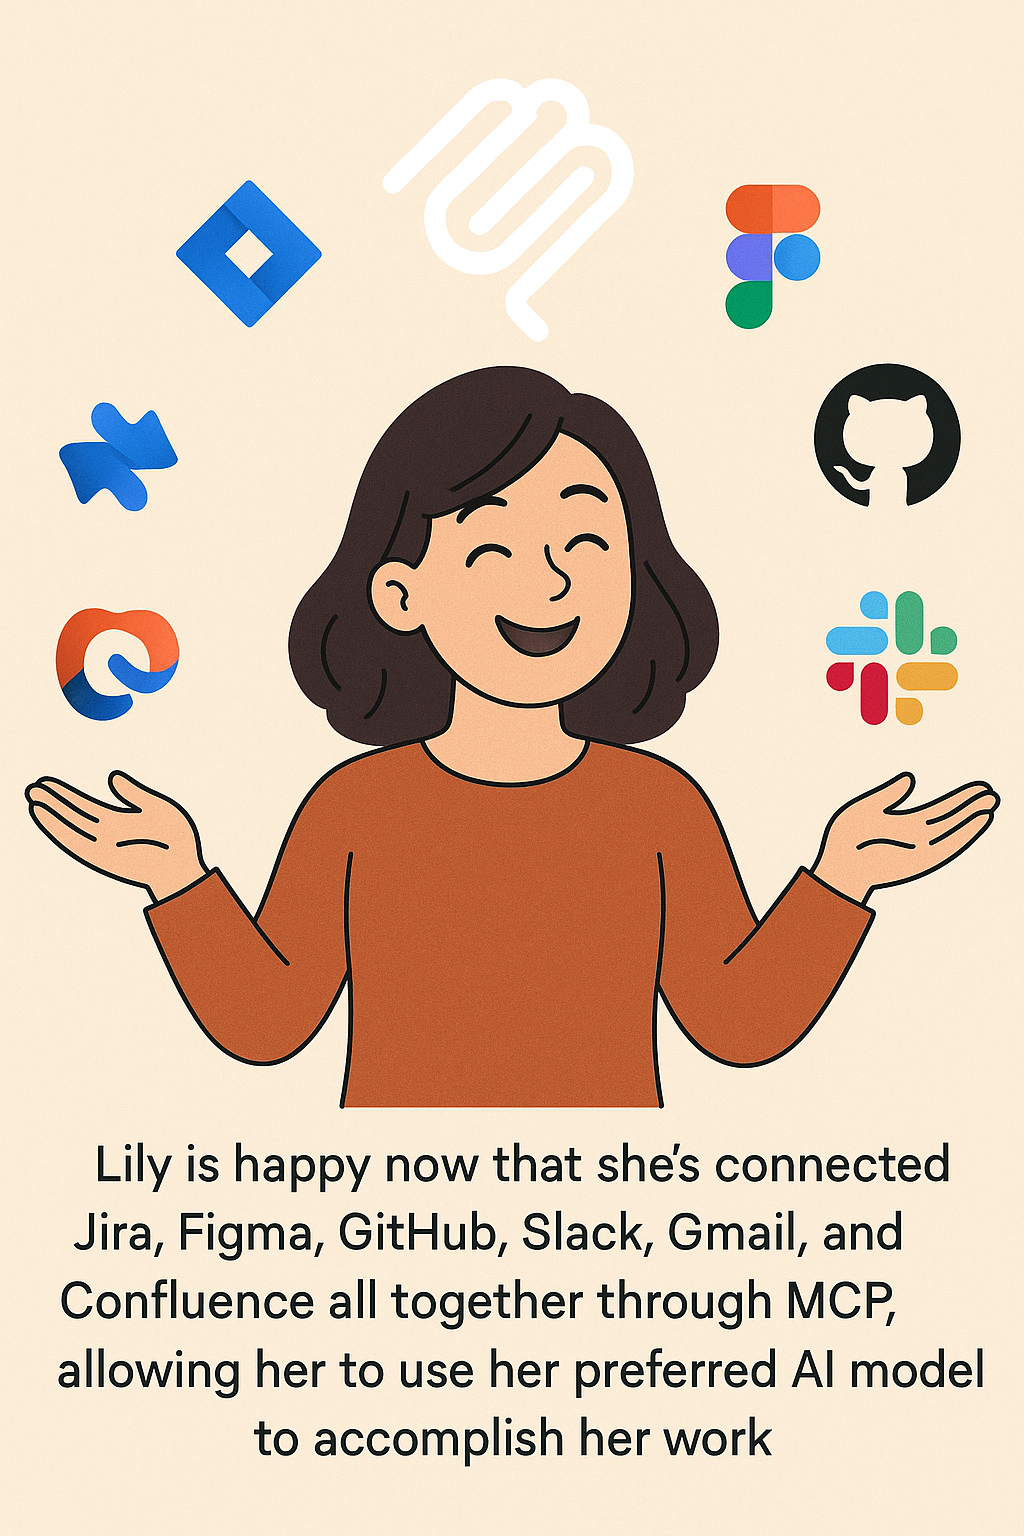 Lily is happy now that she’s connected
Jira, Figma, GitHub, Slack, Gmail, and
Confluence all together through MCP,
allowing her to use her preferred AI model
to accomplish her work